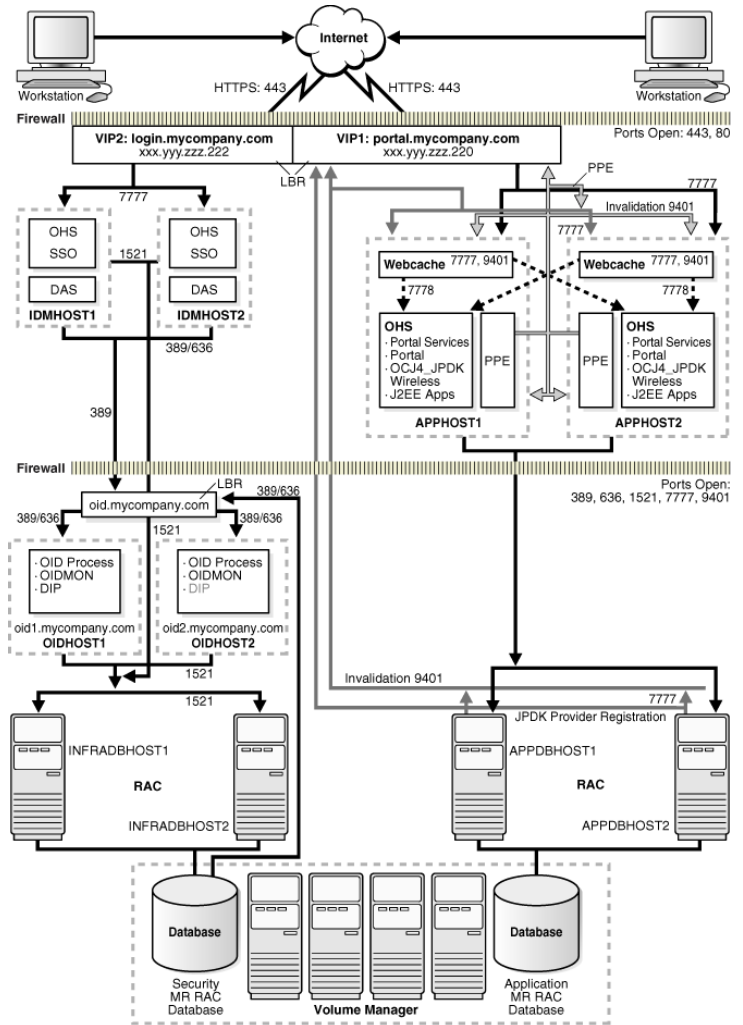 Internet
Workstation
Workstation
HTTPS: 443
HTTPS: 443
Firewall
Ports Open: 443, 80
VIP2: login.mycompany.com
xxx.yyy.zzz.222
VIP1: portal.mycompany.com
xxx.yyy.zzz.220
LBR
PPE
7777
7777
Invalidation 9401
7777
OHS
SSO
DAS
IDMHOST1
1521
OHS
SSO
DAS
IDMHOST2
389/636
389
Webcache 7777, 9401
7778
OHS
· Portal Services
· Portal
· OCJ4_JPDK
Wireless
· J2EE Apps
PPE
APPHOST1
Webcache 7777, 9401
7778
PPE
OHS
· Portal Services
· Portal
· OCJ4_JPDK
Wireless
· J2EE Apps
APPHOST2
Firewall
Ports Open:
389, 636, 1521, 7777, 9401
LBR
oid.mycompany.com
389/636
389/636
389/636
1521
· OID Process
· OIDMON
· DIP
oid1.mycompany.com
OIDHOST1
· OID Process
· OIDMON
· DIP
oid2.mycompany.com
OIDHOST2
1521
1521
Invalidation 9401
7777
JPDK Provider Registration
INFRADBHOST1
RAC
INFRADBHOST2
APPDBHOST1
RAC
APPDBHOST2
Database
Security
MR RAC
Database
Volume Manager
Database
Application
MR RAC
Database